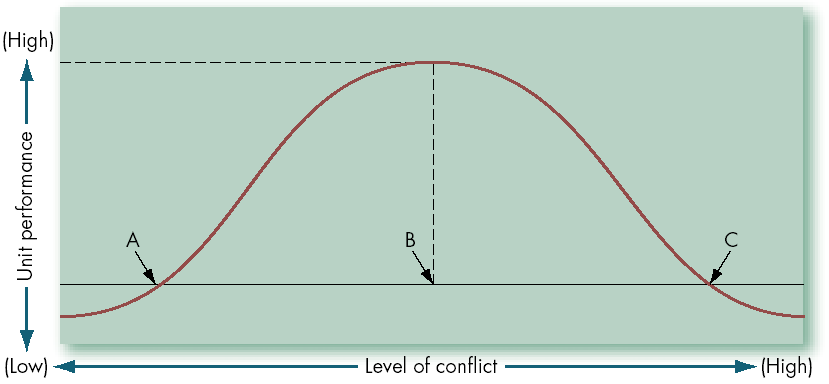 (High)
Unit performance
A
B
C
(Low)
Level of conflict
(High)